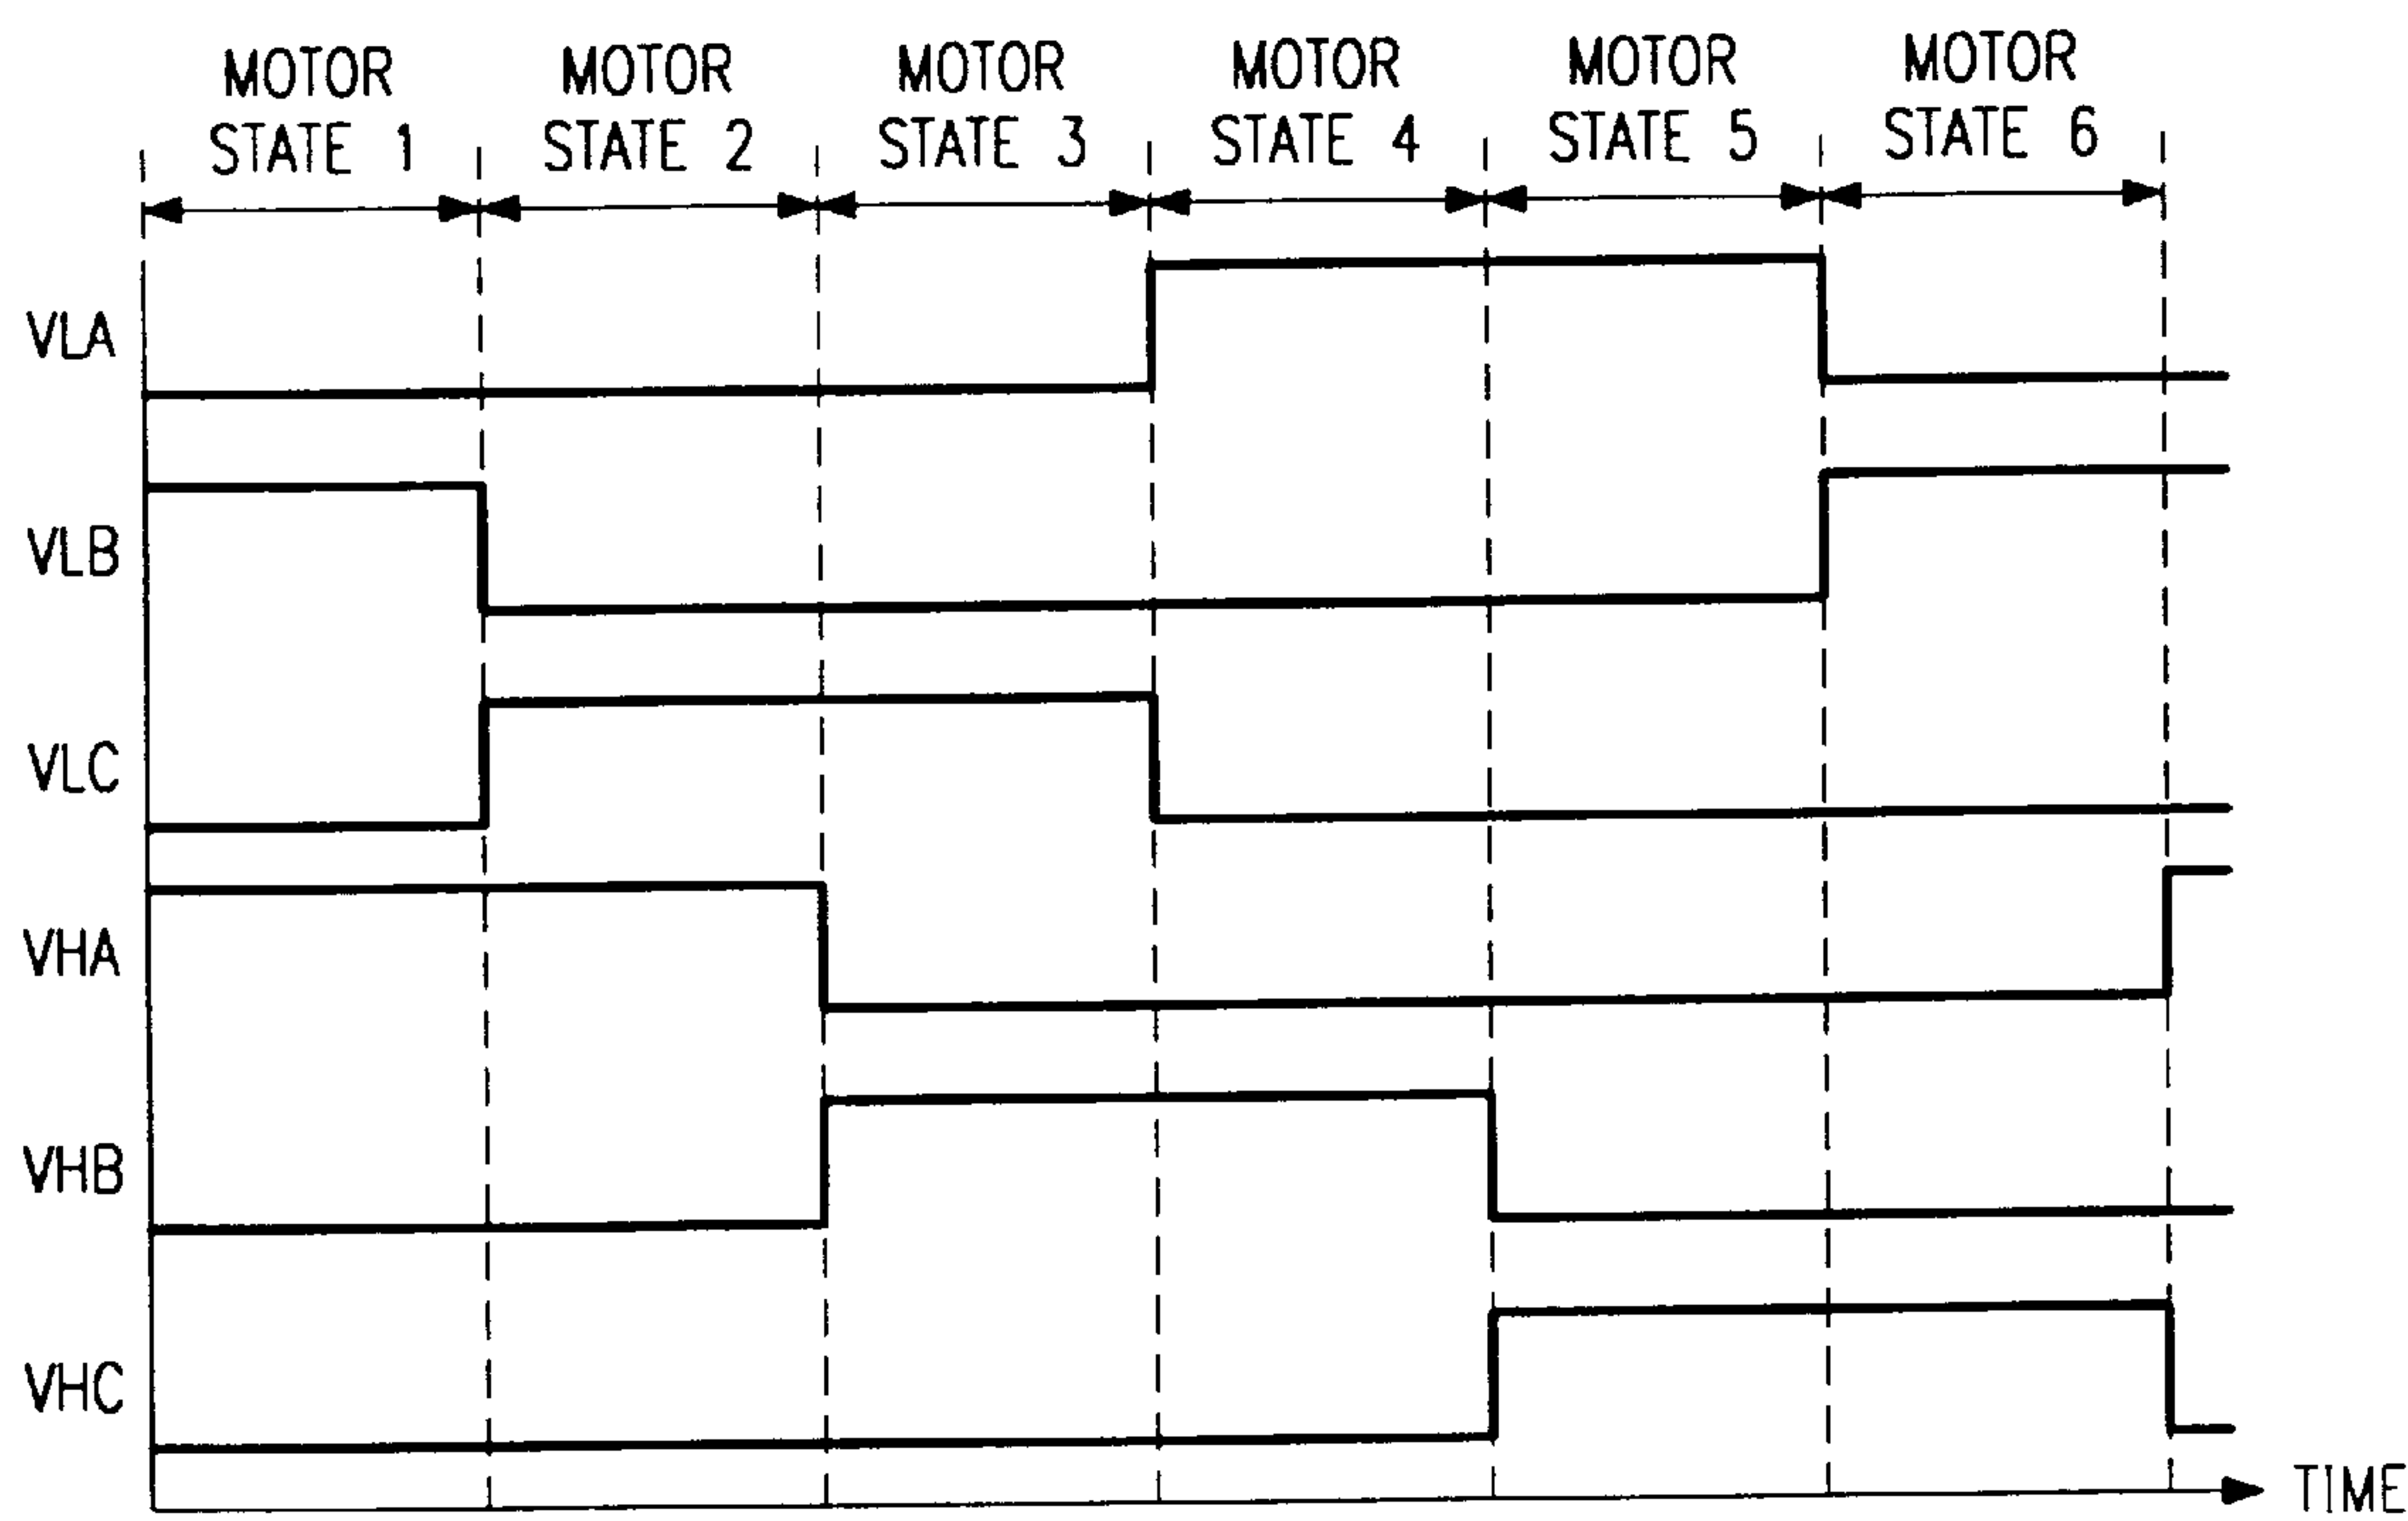 MOTOR STATE 1
MOTOR STATE 2
MOTOR STATE 3
MOTOR STATE 4
MOTOR STATE 5
MOTOR STATE 6
VLA
VLB
VLC
VHA
VHB
VHC
TIME